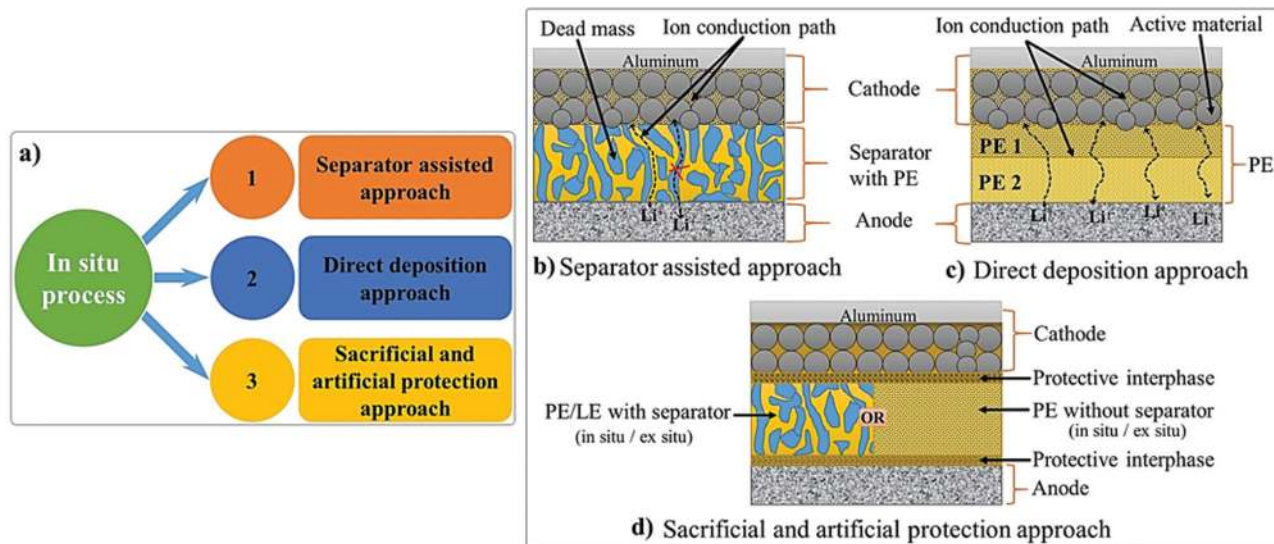 a)
In situ
process
1
Separator assisted
approach
2
Direct deposition
approach
3
Sacrificial and
artificial protection
approach
Dead mass
Ion conduction path
Aluminum
Cathode
Separator
with PE
Anode
Li
Li
b) Separator assisted approach
Ion conduction path
Active material
Aluminum
PE 1
PE 2
PE
Li
Li
Li
Li
c) Direct deposition approach
Aluminum
Cathode
Protective interphase
PE/LE with separator
(in situ / ex situ)
OR
PE without separator
(in situ / ex situ)
Protective interphase
Anode
d) Sacrificial and artificial protection approach